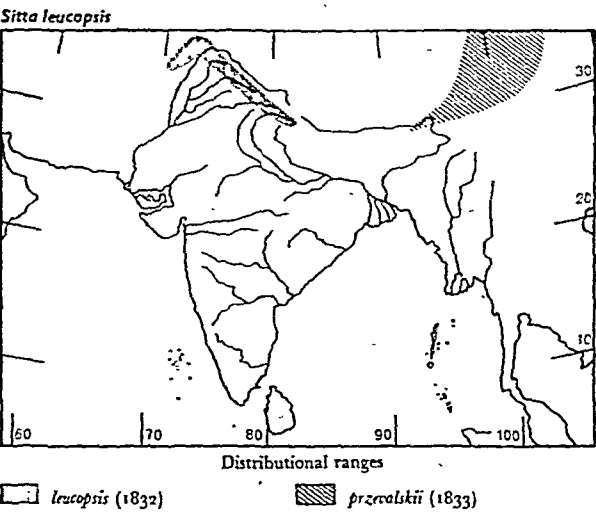 Sitta leucopsis
30
20
10
60 70 80 90 100
Distributional ranges
leucopsis (1832) przevalskii (1833)